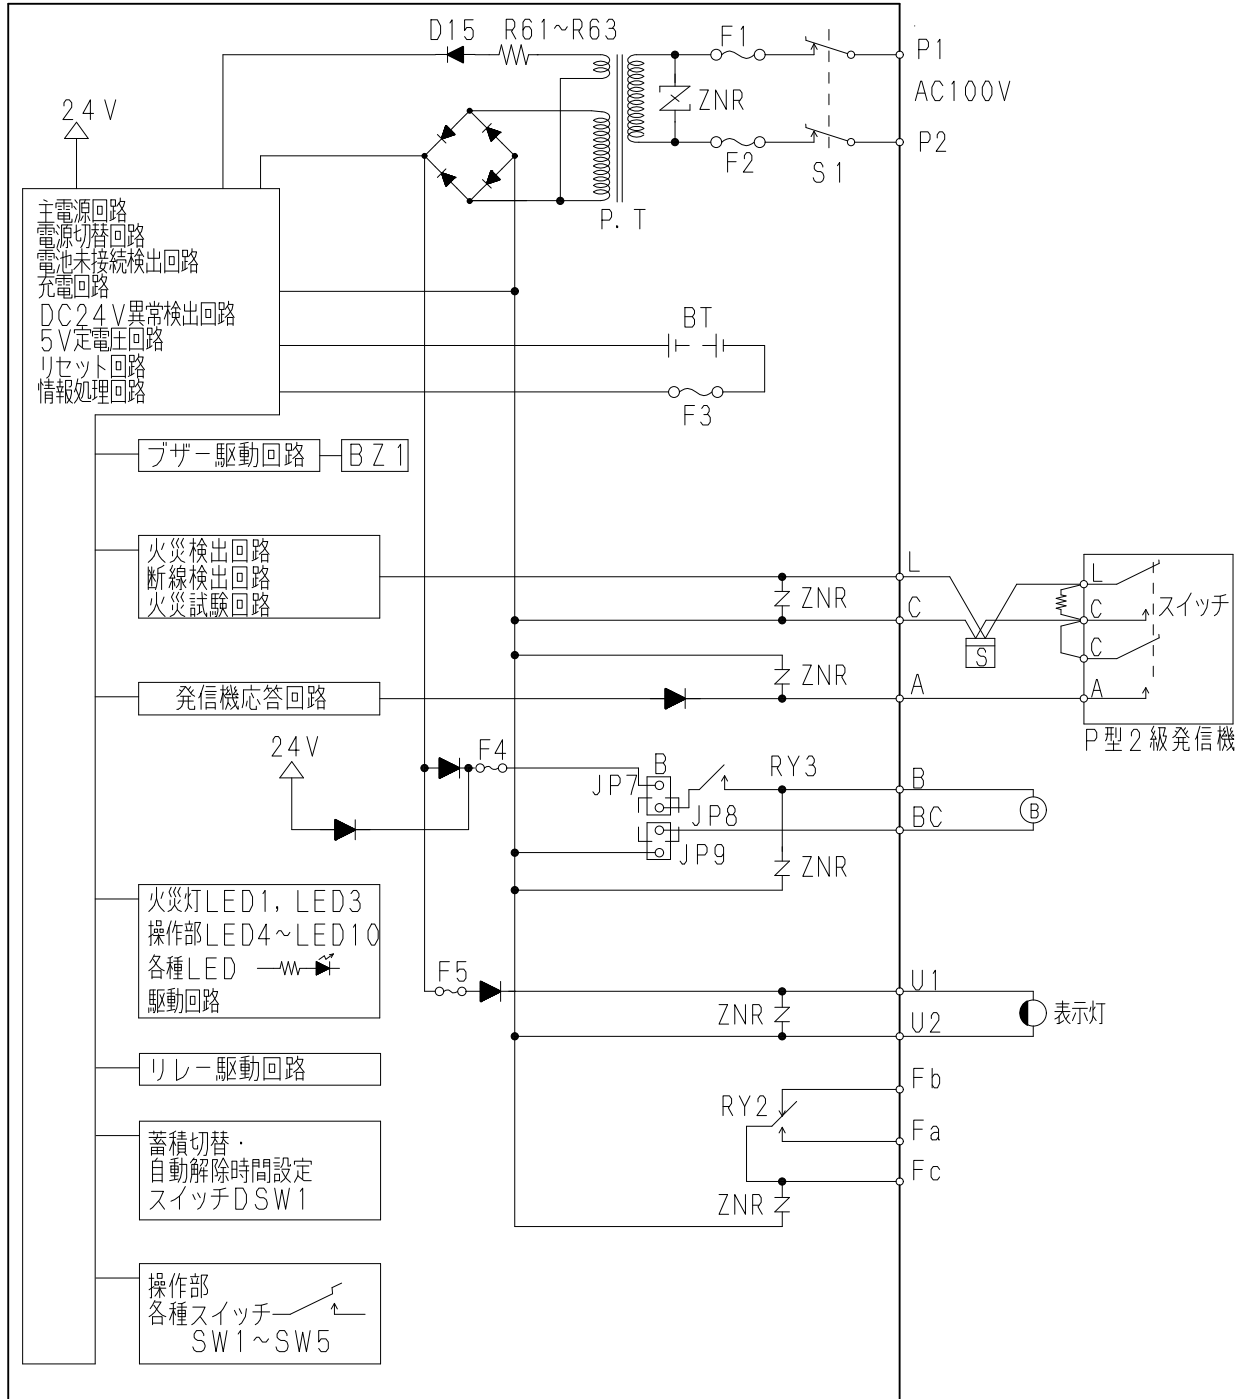 D15
R61~R63
F1
P1
AC100V
ZNR
F2
S1
P2
P.T
24V
主電源回路
電源切替回路
電池未接続検出回路
充電回路
DC24V異常検出回路
5V定電圧回路
リセット回路
情報処理回路
BT
F3
ブザー駆動回路
BZ1
火災検出回路
断線検出回路
火災試験回路
ZNR
L
C
S
L
C
C
A
スイッチ
P型2級発信機
発信機応答回路
ZNR
A
24V
F4
JP7
B
JP8
JP9
RY3
ZNR
B
BC
B
火災灯LED1, LED3
操作部LED4~LED10
各種LED
駆動回路
F5
ZNR
U1
U2
表示灯
リレー駆動回路
RY2
Fb
Fa
Fc
ZNR
蓄積切替・
自動解除時間設定
スイッチDSW1
操作部
各種スイッチ
SW1~SW5